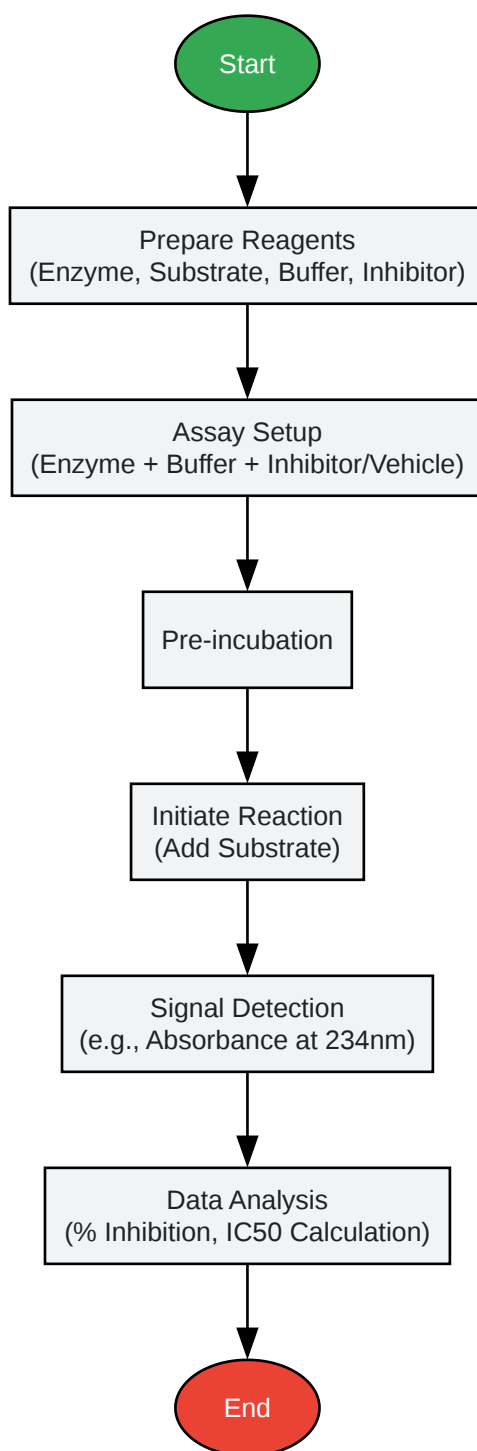 Start
Prepare Reagents
(Enzyme, Substrate, Buffer, Inhibitor)
Assay Setup
(Enzyme + Buffer + Inhibitor/Vehicle)
Pre-incubation
Initiate Reaction
(Add Substrate)
Signal Detection
(e.g., Absorbance at 234nm)
Data Analysis
(% Inhibition, IC50 Calculation)
End